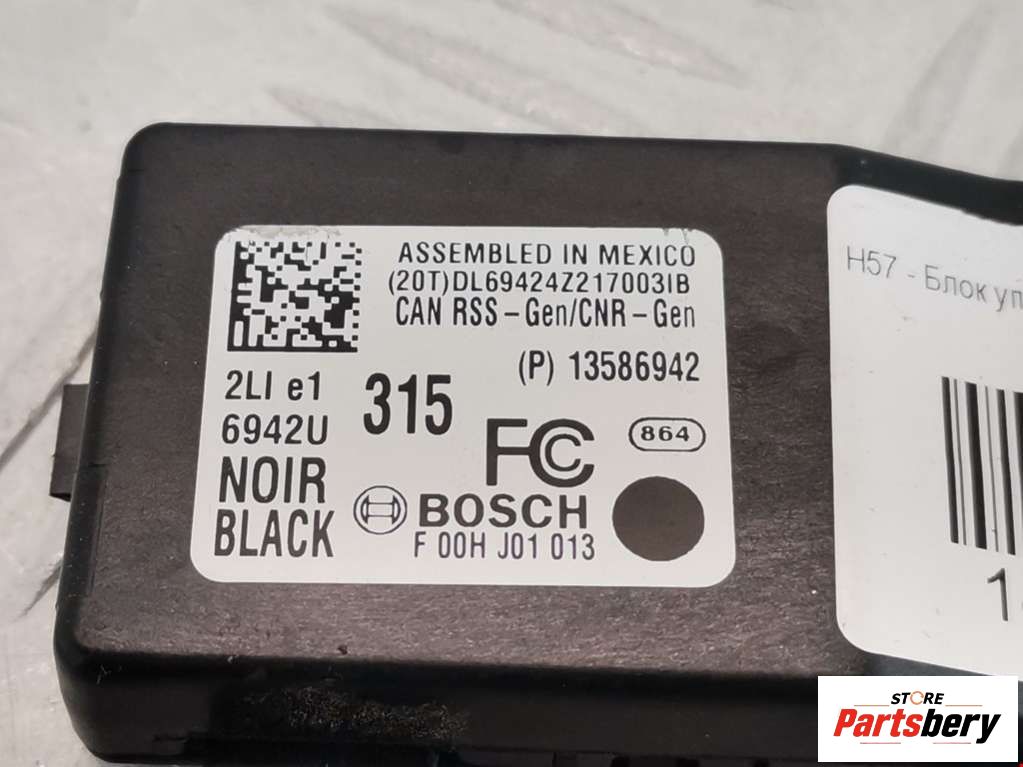 ASSEMBLED IN MEXICO
(20T)DL69424Z217003IB
CAN RSS-Gen/CNR-Gen
(P) 13586942
2LI e1
6942U
315
FC
864
NOIR
BLACK
BOSCH
F 00H J01 013
H57 - Блок
STORE
Partsbery